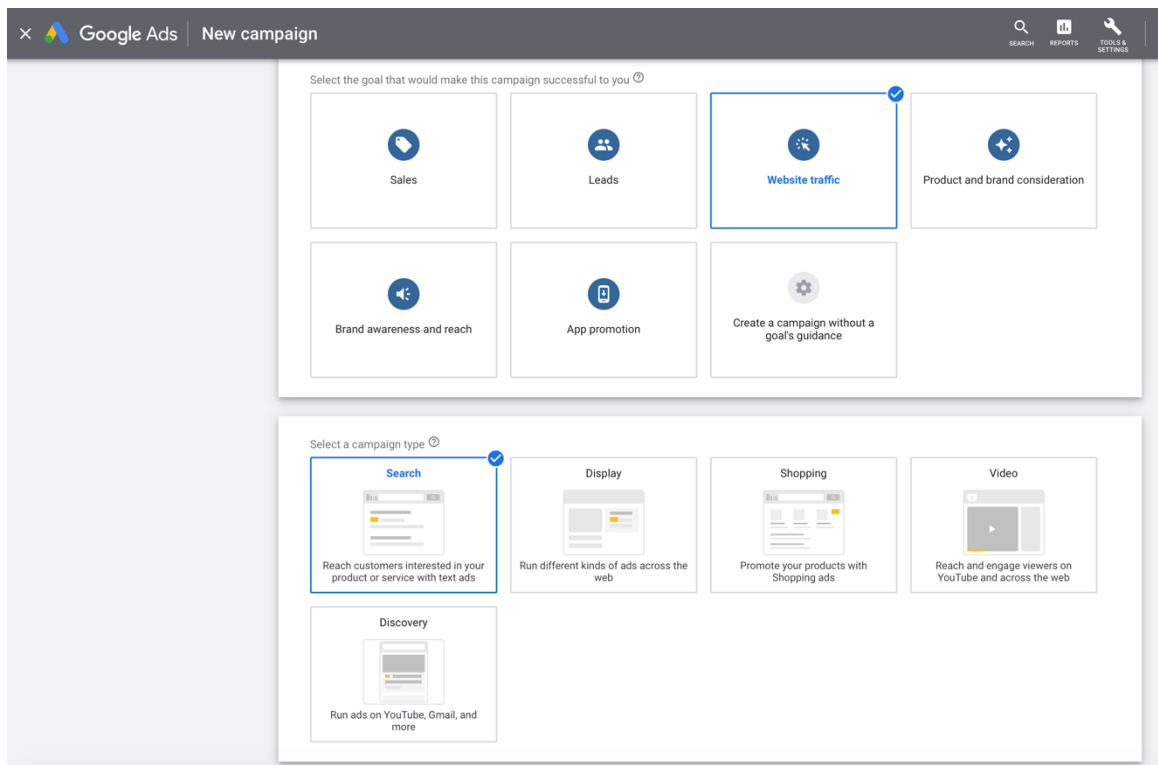 Google Ads New campaign
SEARCH REPORTS TOOLS &
SETTINGS
Select the goal that would make this campaign successful to you
Sales
Leads
Website traffic
Product and brand consideration
Brand awareness and reach
App promotion
Create a campaign without a
goal's guidance
Select a campaign type
Search
Reach customers interested in your
product or service with text ads
Display
Run different kinds of ads across the
web
Shopping
Promote your products with
Shopping ads
Video
Reach and engage viewers on
YouTube and across the web
Discovery
Run ads on YouTube, Gmail, and
more